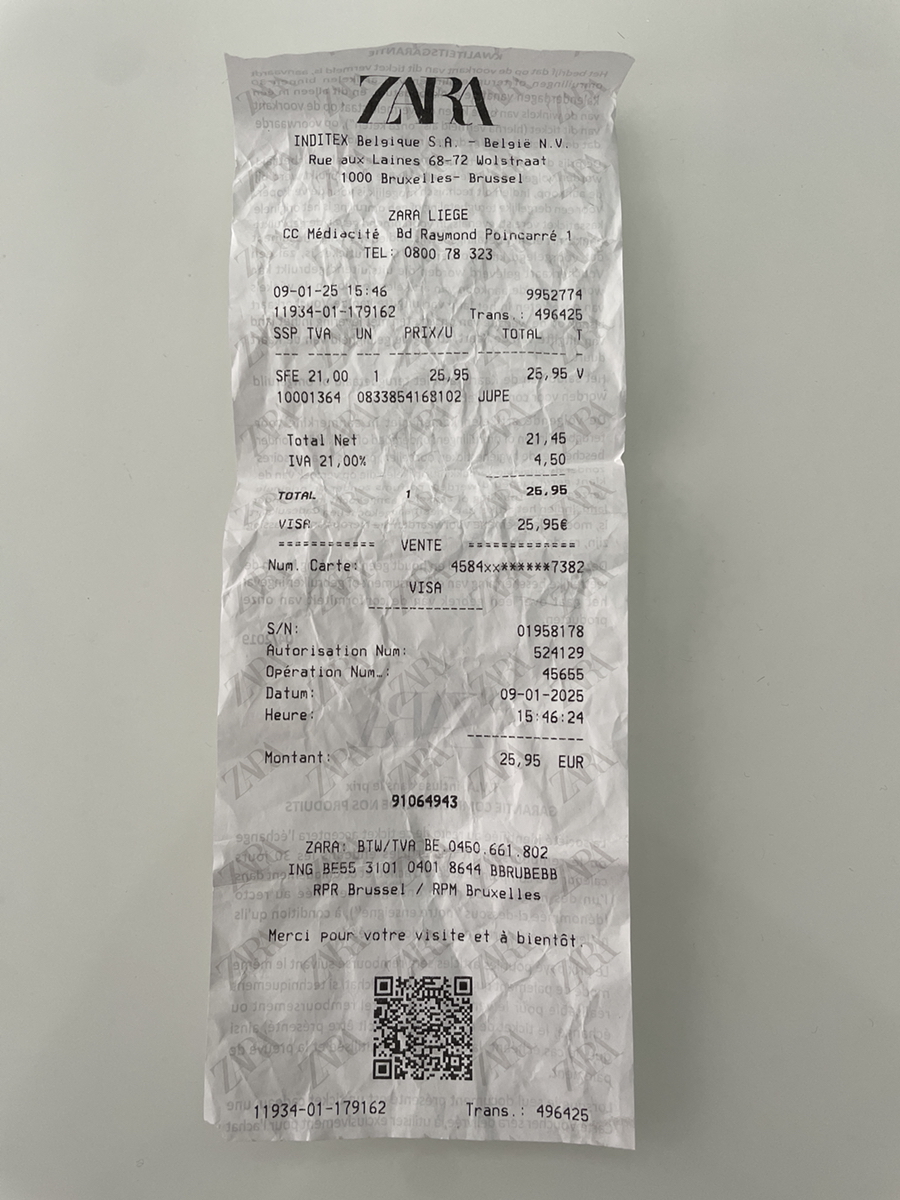 ZARA
INDITEX Belgique S.A. - België N.V.
Rue aux Laines 68-72 Wolstraat
1000 Bruxelles- Brussel
ZARA LIEGE
CC Médiacité Bd Raymond Poincarré 1
TEL: 0800 78 323
09-01-25 15:46 9952774
11934-01-179162 Trans.: 496425
SSP TVA UN PRIX/U TOTAL T
SFE 21,00 1 25,95 25,95 V
10001364 0833854168102 JUPE
Total Net 21,45
IVA 21,00% 4,50
TOTAL 1 25,95
VISA 25,95€
============ VENTE =============
Num. Carte: 4584xx******7382
VISA
S/N: 01958178
Autorisation Num: 524129
Opération Num…: 45655
Datum: 09-01-2025
Heure: 15:46:24
Montant: 25,95 EUR
91064943
ZARA: BTW/TVA BE.0450.661.802
ING BE55 3101 0401 8644 BBRUBEBB
RPR Brussel / RPM Bruxelles
Merci pour votre visite et à bientôt.
11934-01-179162 Trans.: 496425